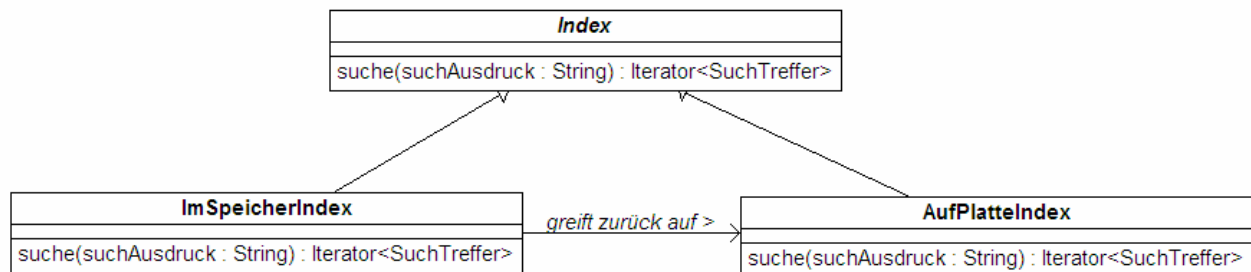 Index
suche(suchAusdruck : String) : Iterator<SuchTreffer>
ImSpeicherIndex
suche(suchAusdruck : String) : Iterator<SuchTreffer>
greift zurück auf >
AufPlatteIndex
suche(suchAusdruck : String) : Iterator<SuchTreffer>